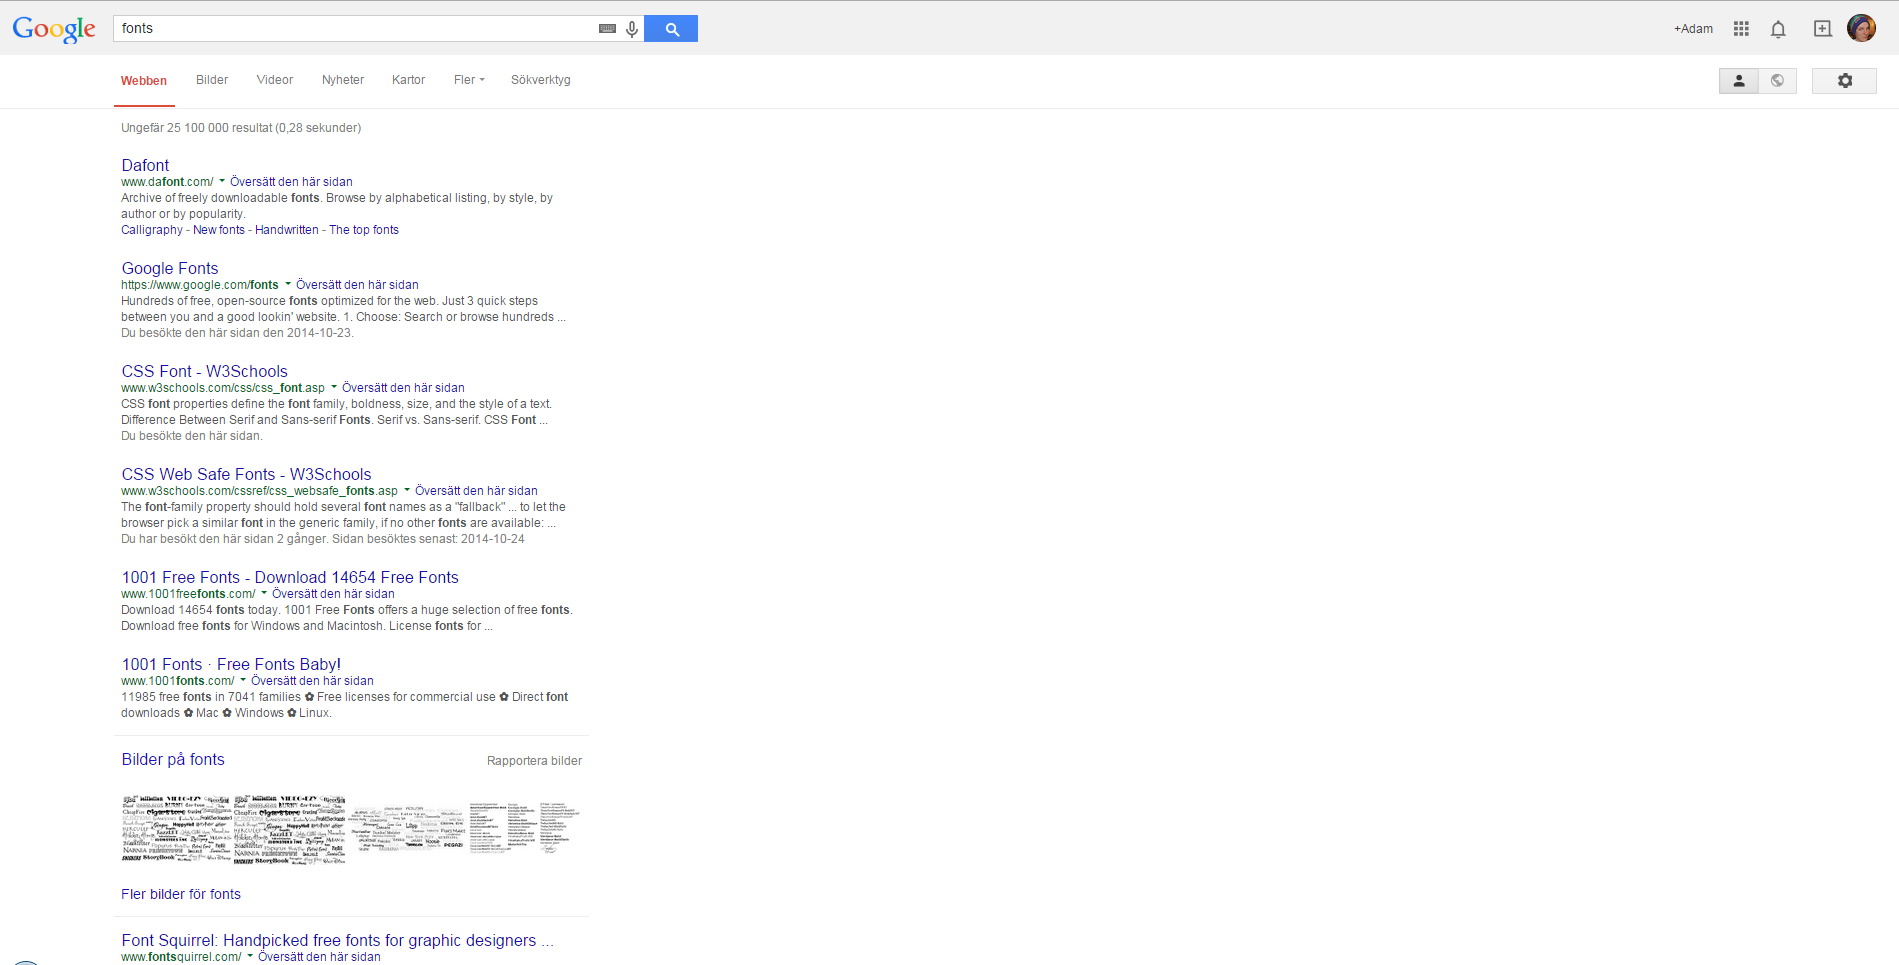 Google
fonts
+Adam
Webben Bilder Videor Nyheter Kartor Fler Sökverktyg
Ungefär 25 100 000 resultat (0,28 sekunder)
Dafont
www.dafont.com/ Översätt den här sidan
Archive of freely downloadable fonts. Browse by alphabetical listing, by style, by
author or by popularity.
Calligraphy - New fonts - Handwritten - The top fonts
Google Fonts
https://www.google.com/fonts Översätt den här sidan
Hundreds of free, open-source fonts optimized for the web. Just 3 quick steps
between you and a good lookin' website. 1. Choose: Search or browse hundreds ...
Du besökte den här sidan den 2014-10-23.
CSS Font - W3Schools
www.w3schools.com/css/css_font.asp Översätt den här sidan
CSS font properties define the font family, boldness, size, and the style of a text.
Difference Between Serif and Sans-serif Fonts. Serif vs. Sans-serif. CSS Font ...
Du besökte den här sidan.
CSS Web Safe Fonts - W3Schools
www.w3schools.com/cssref/css_websafe_fonts.asp Översätt den här sidan
The font-family property should hold several font names as a "fallback" ... to let the
browser pick a similar font in the generic family, if no other fonts are available: ...
Du har besökt den här sidan 2 gånger. Sidan besöktes senast: 2014-10-24
1001 Free Fonts - Download 14654 Free Fonts
www.1001freefonts.com/ Översätt den här sidan
Download 14654 fonts today. 1001 Free Fonts offers a huge selection of free fonts.
Download free fonts for Windows and Macintosh. License fonts for ...
1001 Fonts · Free Fonts Baby!
www.1001fonts.com/ Översätt den här sidan
11985 free fonts in 7041 families ✿ Free licenses for commercial use ✿ Direct font
downloads ✿ Mac ✿ Windows ✿ Linux.
Bilder på fonts Rapportera bilder
Fler bilder för fonts
Font Squirrel: Handpicked free fonts for graphic designers ...
www.fontsquirrel.com/ Översätt den här sidan